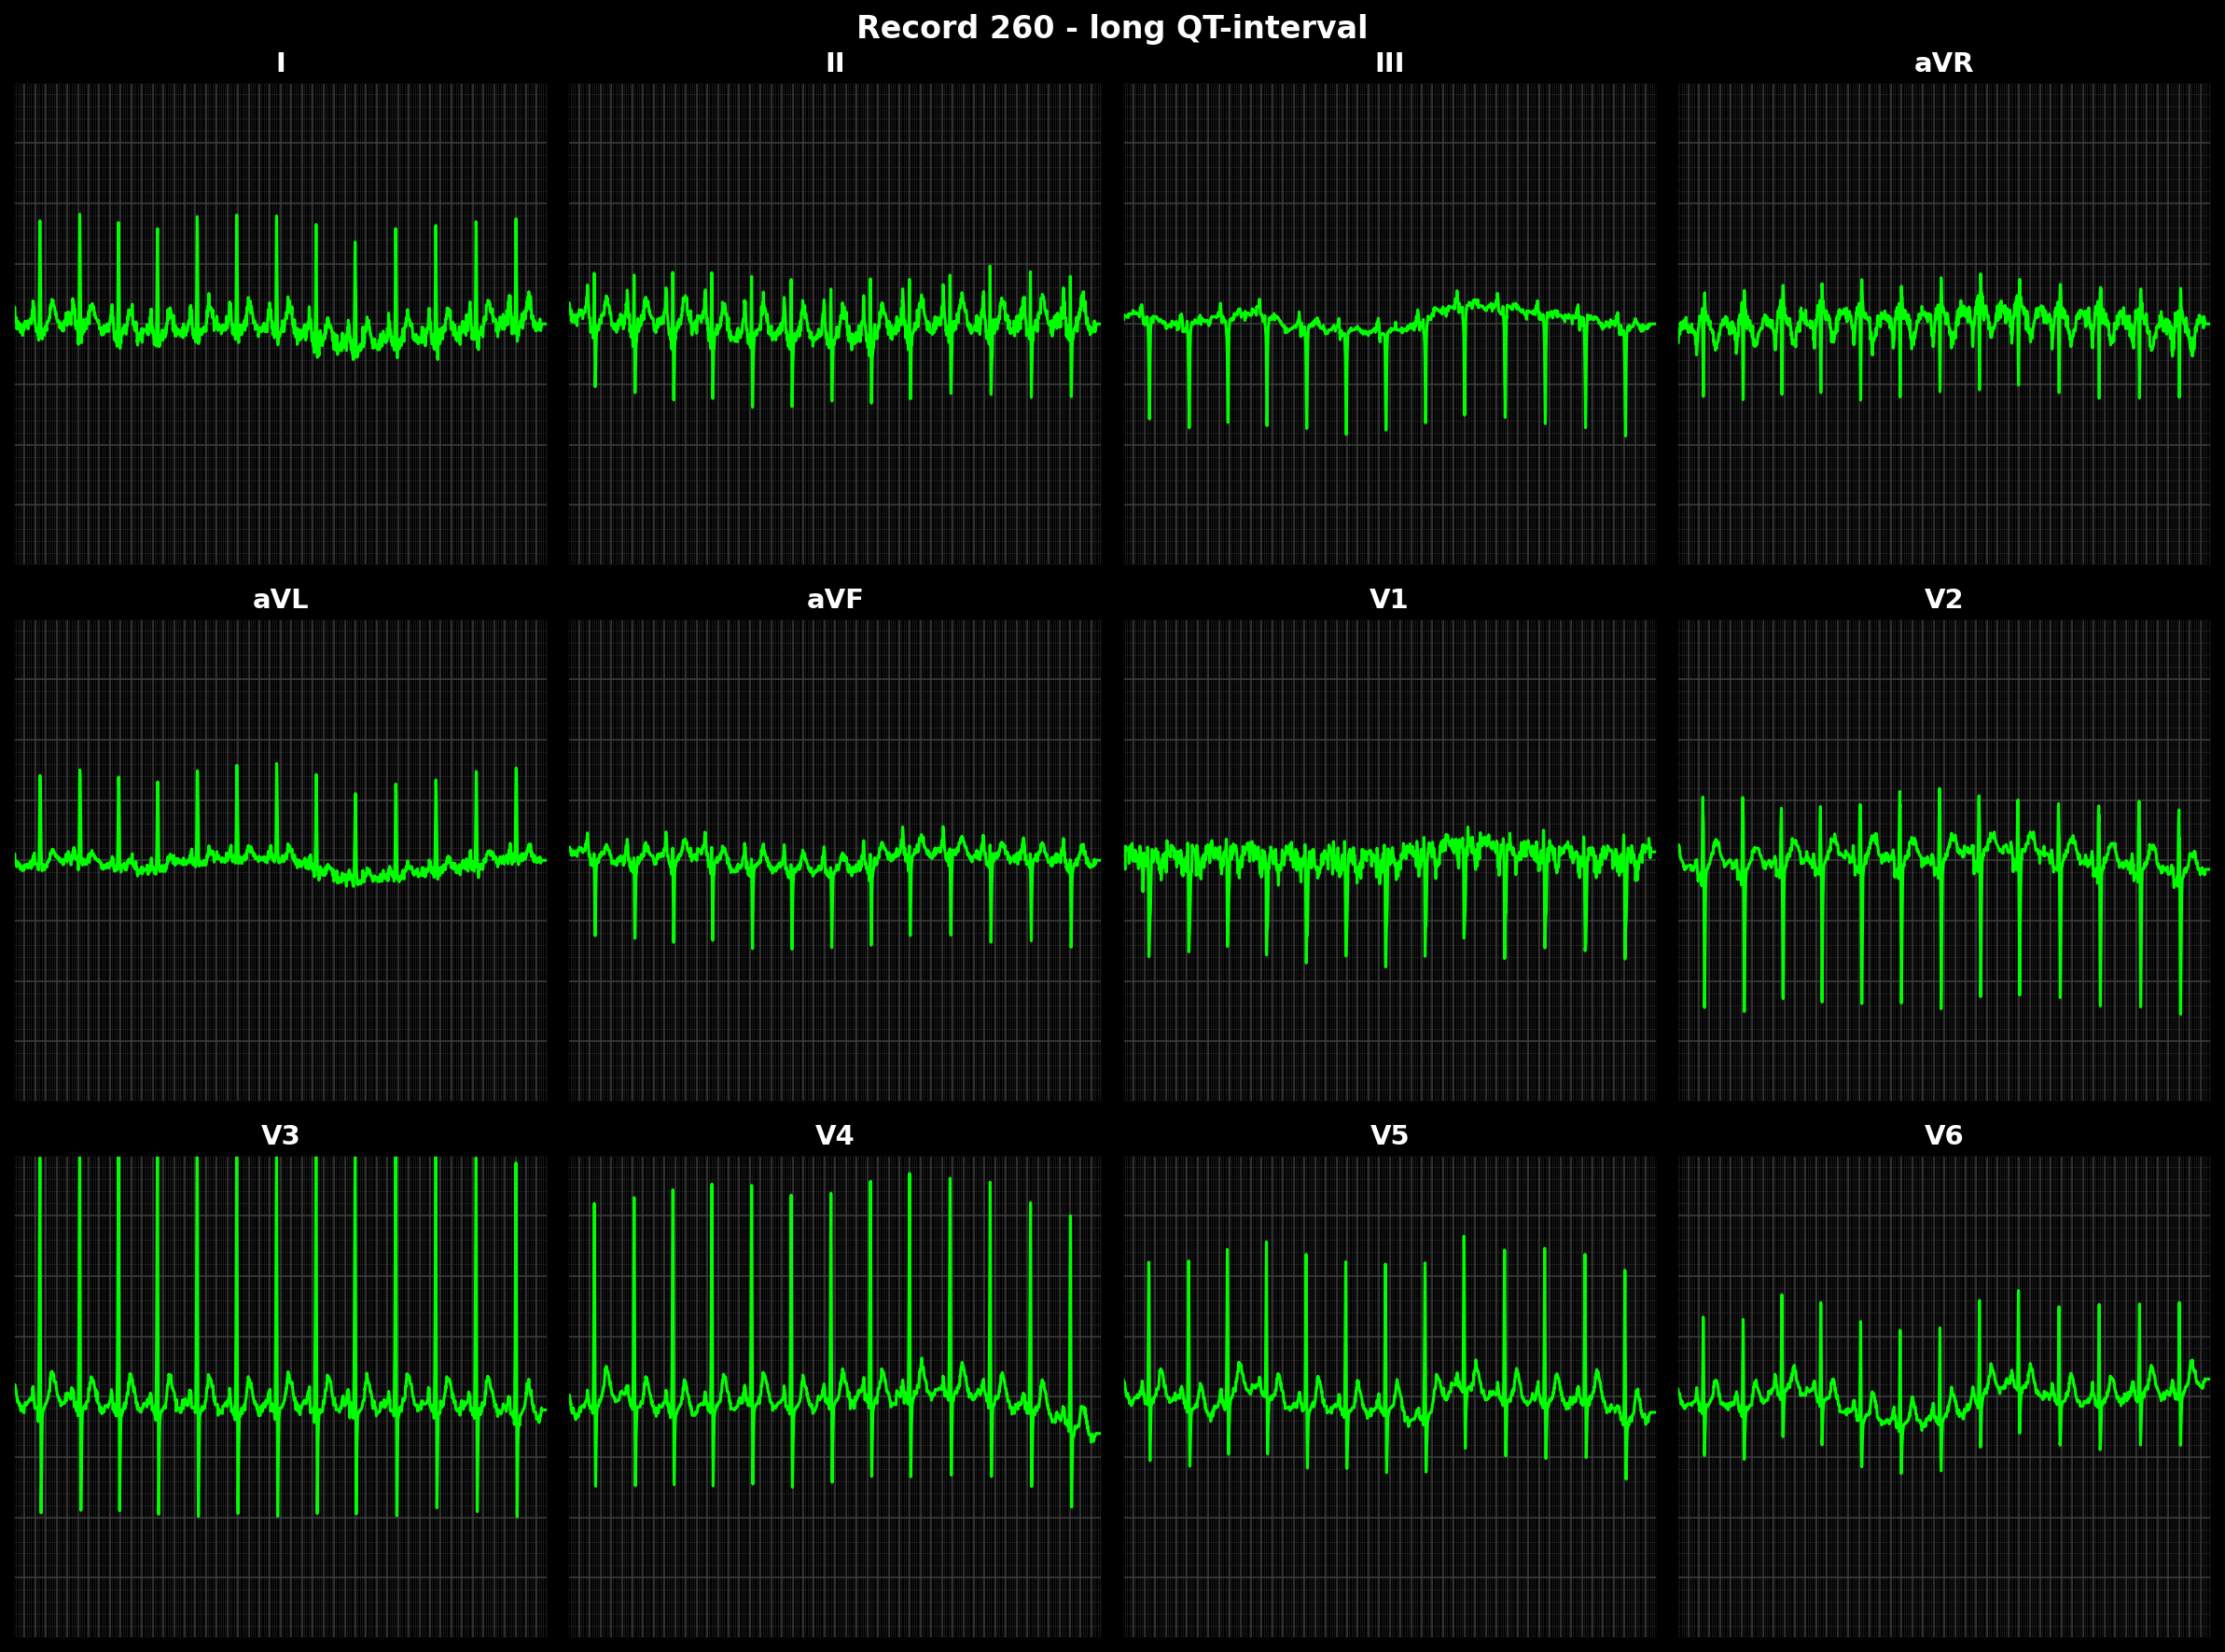 Record 260 - long QT-interval
I
II
III
aVR
aVL
aVF
V1
V2
V3
V4
V5
V6